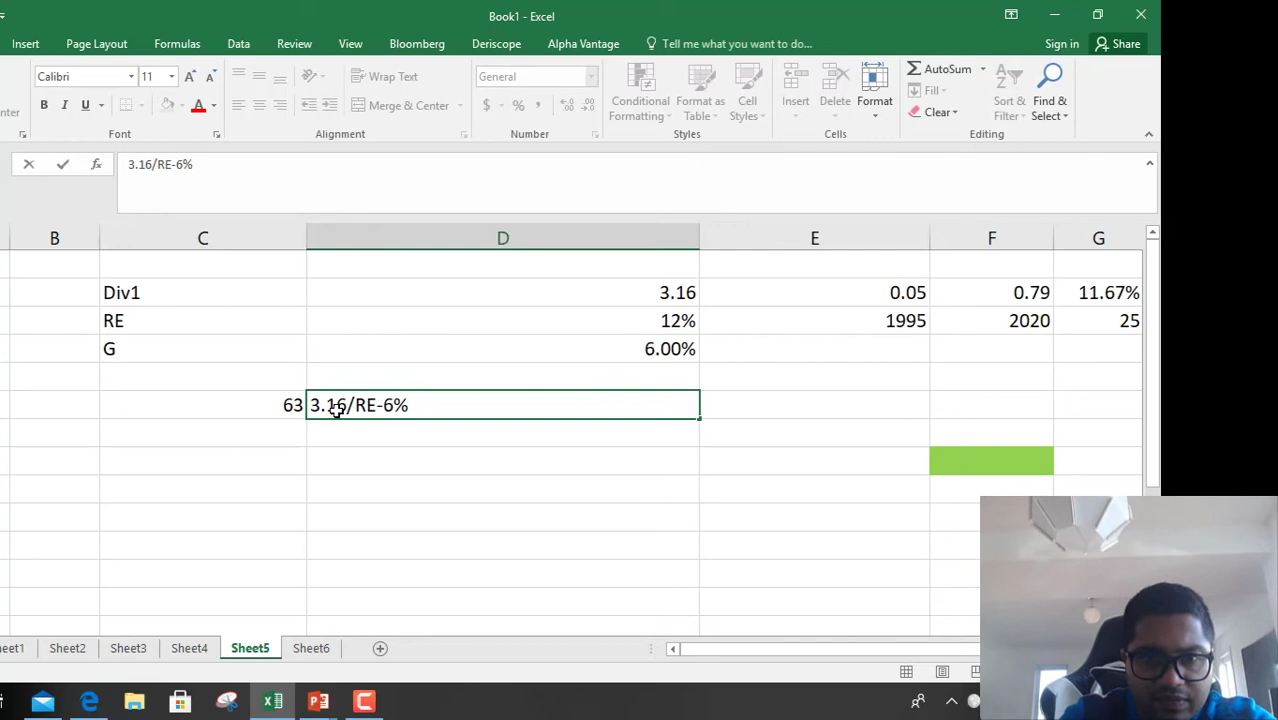 Book1 - Excel
Insert Page Layout Formulas Data Review View Bloomberg Deriscope Alpha Vantage Tell me what you want to do... Sign in Share
Calibri 11 A A Wrap Text General Conditional Formatting Format as Table Cell Styles Insert Delete Format AutoSum Fill Clear Sort & Filter Find & Select
B I U A Merge & Center $ % ,
Font Alignment Number Styles Cells Editing
fx 3.16/RE-6%
B C D E F G
Div1 3.16 0.05 0.79 11.67%
RE 12% 1995 2020 25
G 6.00%
63 3.16/RE-6%
Sheet2 Sheet3 Sheet4 Sheet5 Sheet6